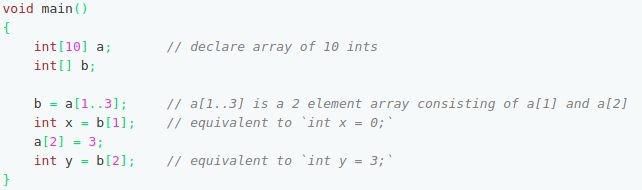 void main()
{
    int[10] a;       // declare array of 10 ints
    int[] b;

    b = a[1..3];     // a[1..3] is a 2 element array consisting of a[1] and a[2]
    int x = b[1];    // equivalent to `int x = 0;`
    a[2] = 3;
    int y = b[2];    // equivalent to `int y = 3;`
}